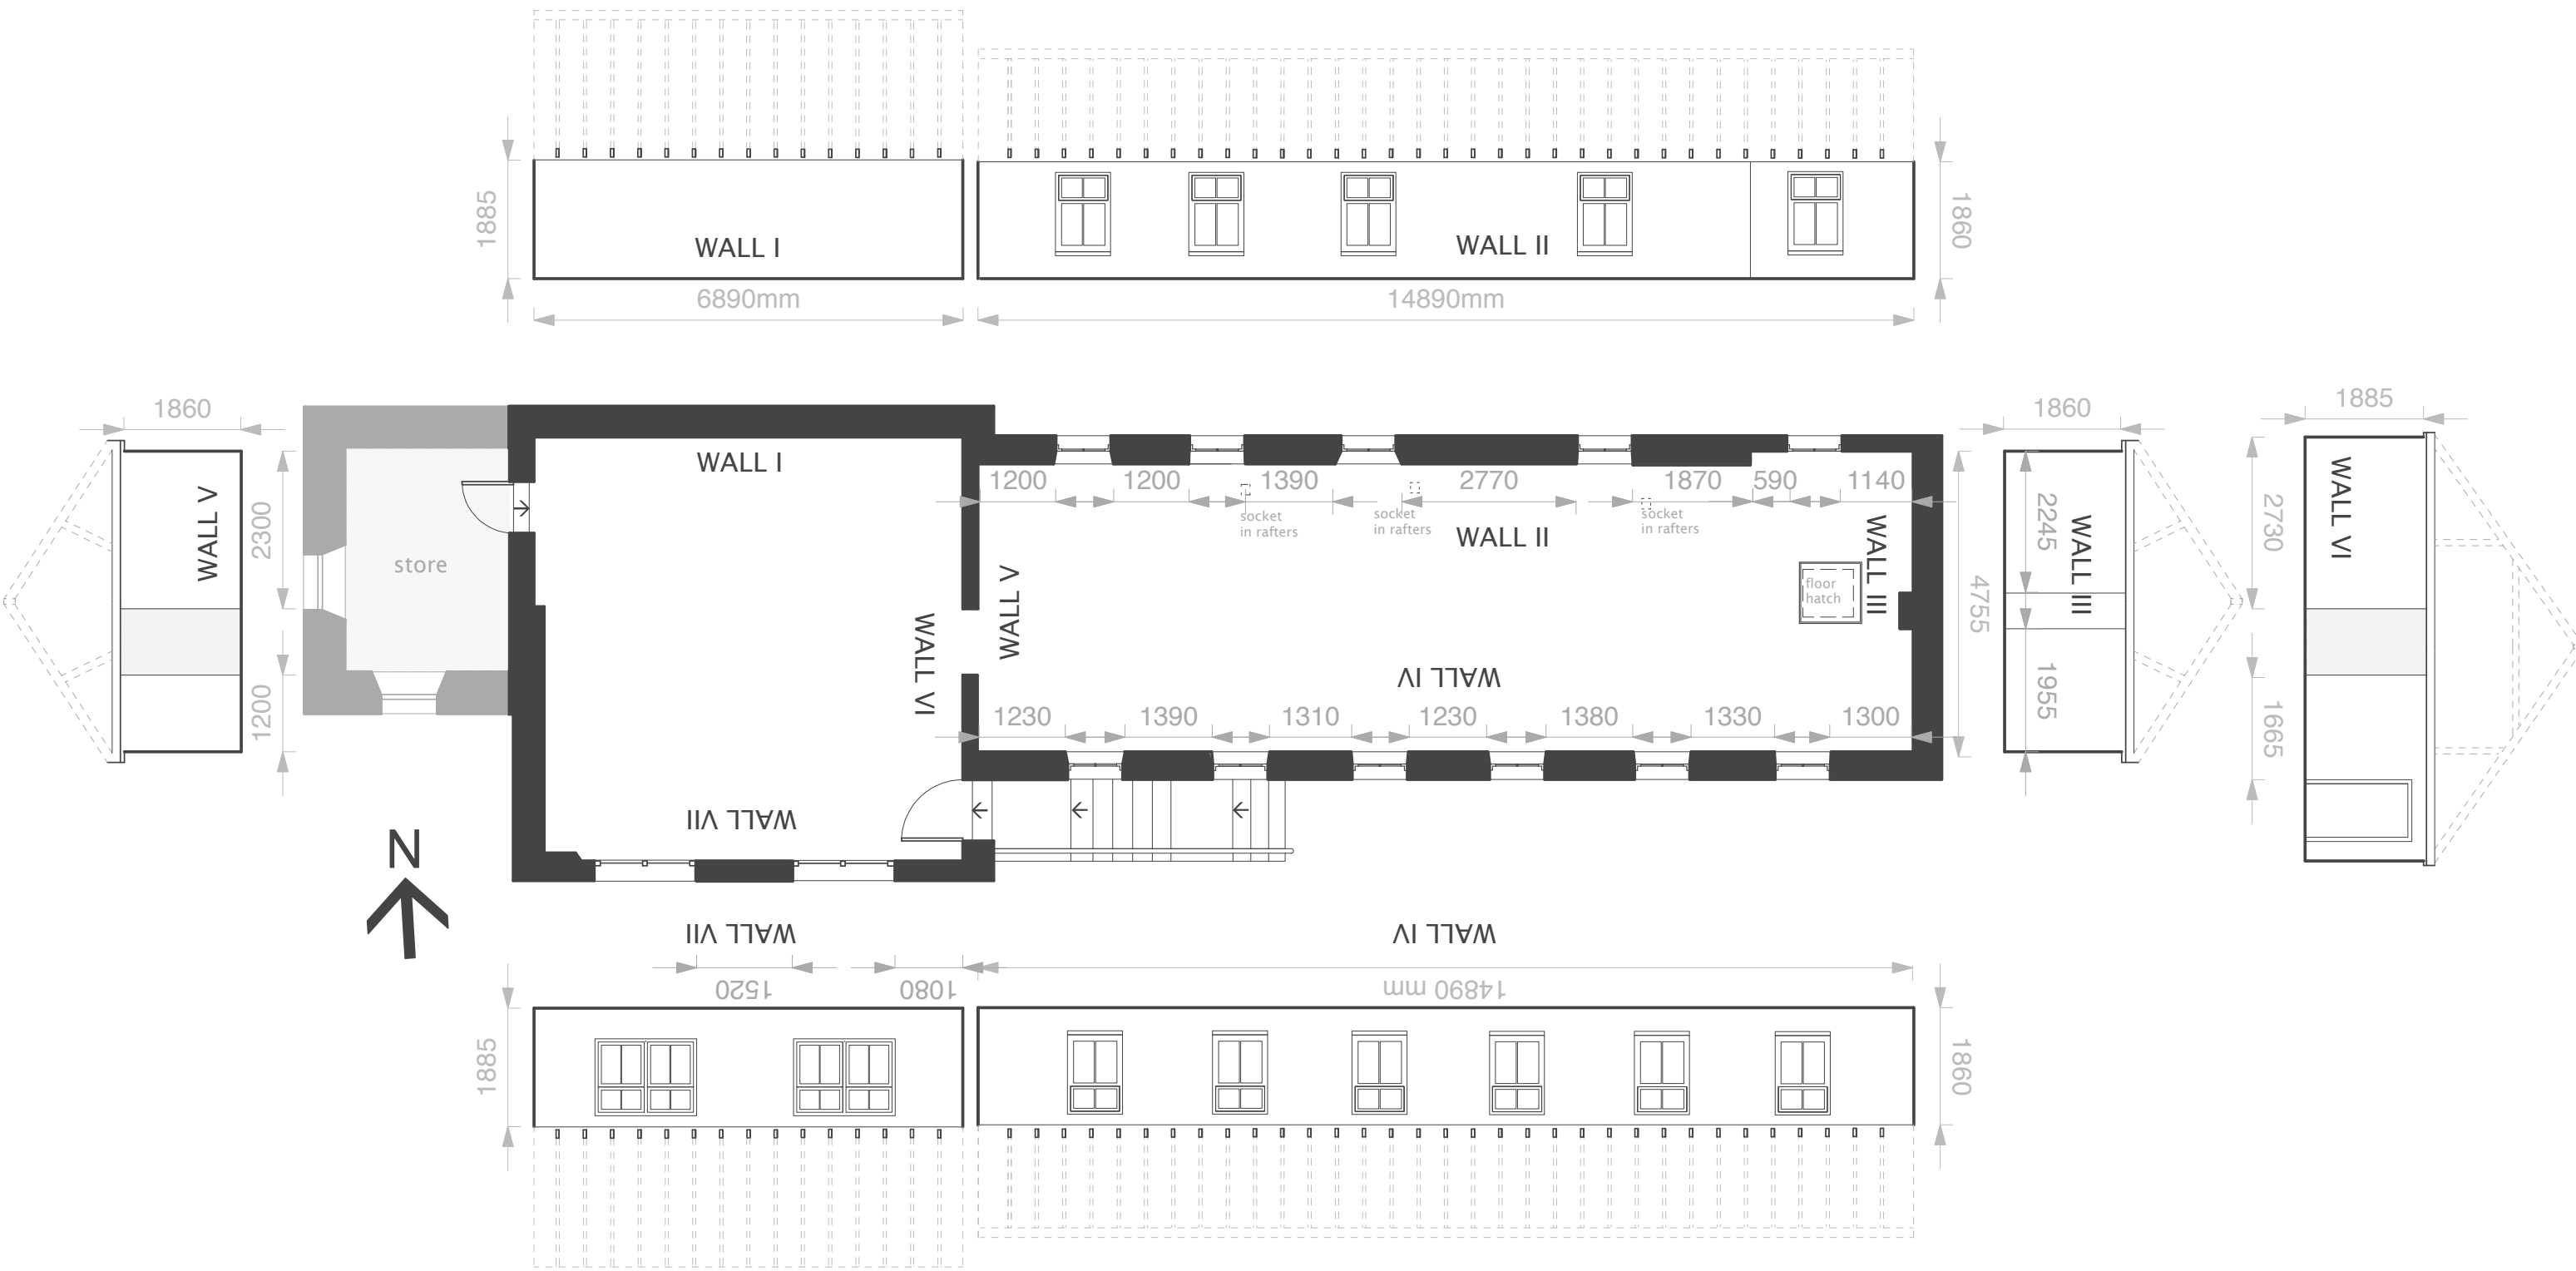 1885
WALL I
WALL II
1860
6890mm
14890mm
1860
WALL V
2300
1200
store
WALL I
1200
1200
1390
2770
1870
590
1140
socket
in rafters
socket
in rafters
socket
in rafters
WALL II
WALL III
floor
hatch
WALL V
WALL VI
WALL IV
4755
1230
1390
1310
1230
1380
1330
1300
WALL VII
1860
2245
WALL III
1955
1885
WALL VI
2730
1665
N
WALL VII
WALL IV
1520
1080
14890 mm
1885
1860